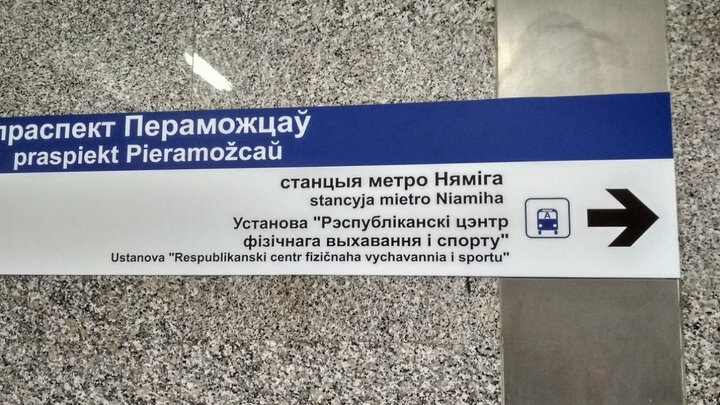 праспект Пераможцаў
praspiekt Pieramožcaŭ
станцыя метро Няміга
stancyja mietro Niamiha
Установа "Рэспубліканскі цэнтр
фізічнага выхавання і спорту"
Ustanova "Respublikanski centr fizičnaha vychavannia i sportu"
A